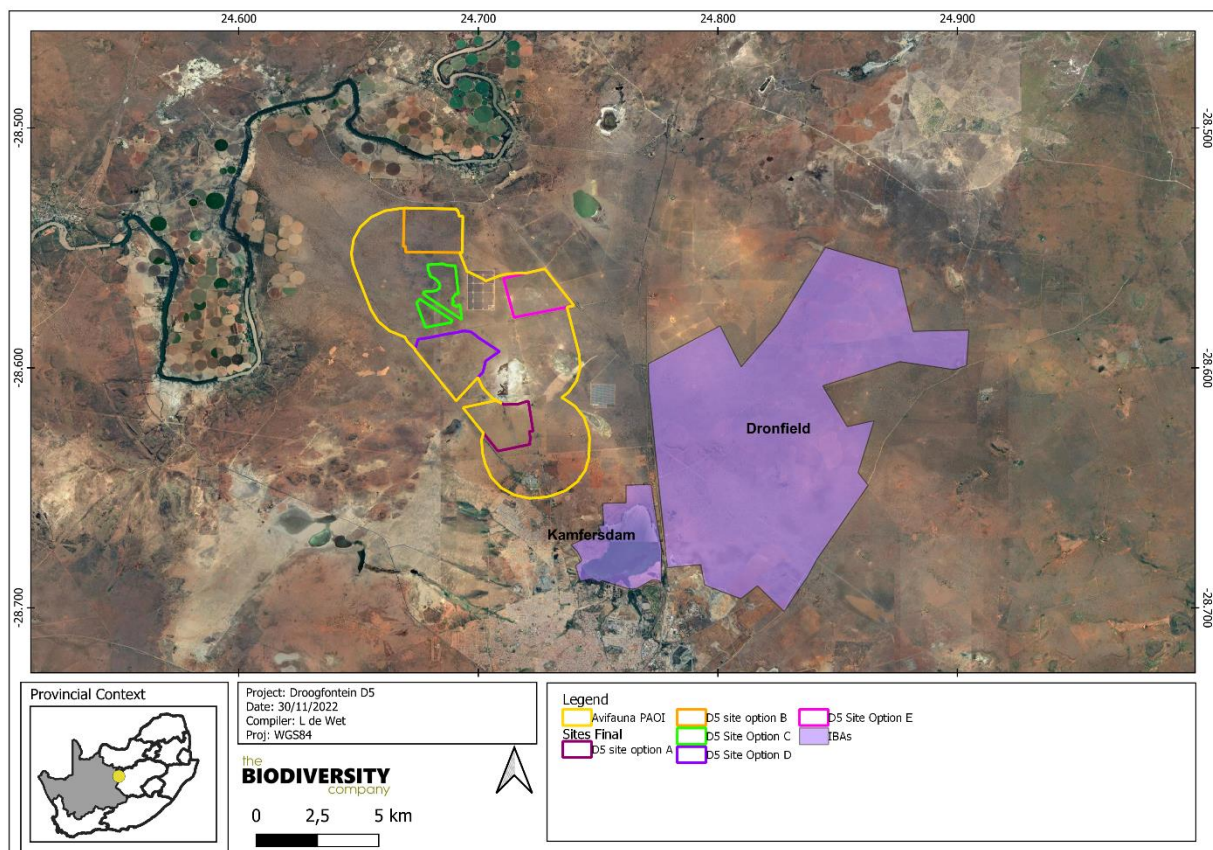 24.600 24.700 24.800 24.900
-28.500 -28.500
-28.600 -28.600
Dronfield
Kamfersdam
-28.700 -28.700
Provincial Context
Project: Droogfontein D5
Date: 30/11/2022
Compiler: L de Wet
Proj: WGS84
the
BIODIVERSITY
company
0 2,5 5 km
Legend
Avifauna PAOI
Sites Final
D5 site option A
D5 site option B
D5 Site Option C
D5 Site Option D
D5 Site Option E
IBAs